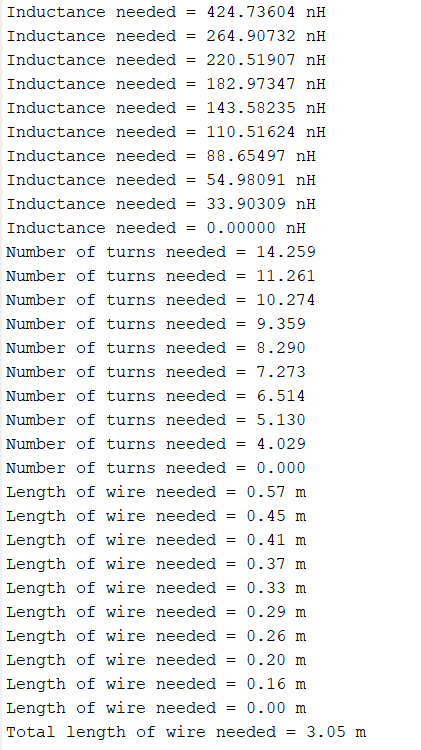 Inductance needed = 424.73604 nH
Inductance needed = 264.90732 nH
Inductance needed = 220.51907 nH
Inductance needed = 182.97347 nH
Inductance needed = 143.58235 nH
Inductance needed = 110.51624 nH
Inductance needed = 88.65497 nH
Inductance needed = 54.98091 nH
Inductance needed = 33.90309 nH
Inductance needed = 0.00000 nH
Number of turns needed = 14.259
Number of turns needed = 11.261
Number of turns needed = 10.274
Number of turns needed = 9.359
Number of turns needed = 8.290
Number of turns needed = 7.273
Number of turns needed = 6.514
Number of turns needed = 5.130
Number of turns needed = 4.029
Number of turns needed = 0.000
Length of wire needed = 0.57 m
Length of wire needed = 0.45 m
Length of wire needed = 0.41 m
Length of wire needed = 0.37 m
Length of wire needed = 0.33 m
Length of wire needed = 0.29 m
Length of wire needed = 0.26 m
Length of wire needed = 0.20 m
Length of wire needed = 0.16 m
Length of wire needed = 0.00 m
Total length of wire needed = 3.05 m